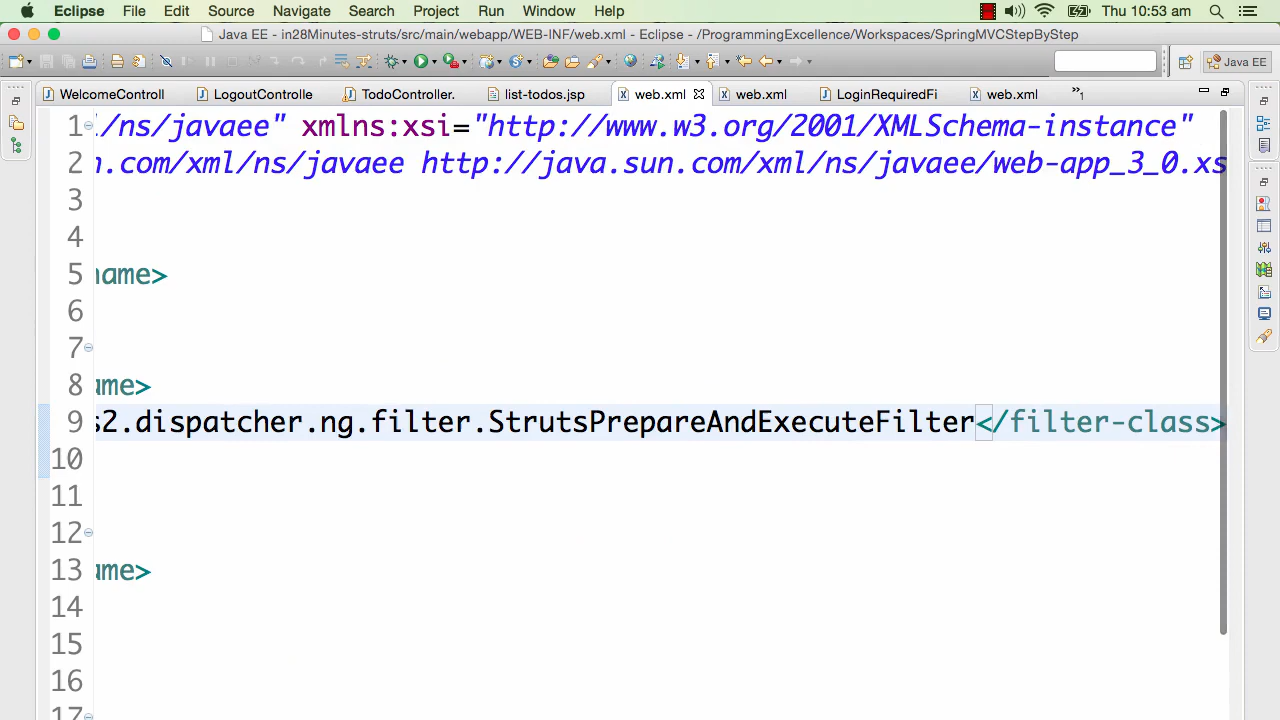 Eclipse File Edit Source Navigate Search Project Run Window Help Thu 10:53 am
Java EE - in28Minutes-struts/src/main/webapp/WEB-INF/web.xml - Eclipse - /ProgrammingExcellence/Workspaces/SpringMVCStepByStep
Java EE
WelcomeControll LogoutControlle TodoController. list-todos.jsp web.xml web.xml LoginRequiredFi web.xml »1
1 /ns/javaee" xmlns:xsi="http://www.w3.org/2001/XMLSchema-instance"
2 n.com/xml/ns/javaee http://java.sun.com/xml/ns/javaee/web-app_3_0.xs
3
4
5 name>
6
7
8 ame>
9 s2.dispatcher.ng.filter.StrutsPrepareAndExecuteFilter</filter-class>
10
11
12
13 ame>
14
15
16
17